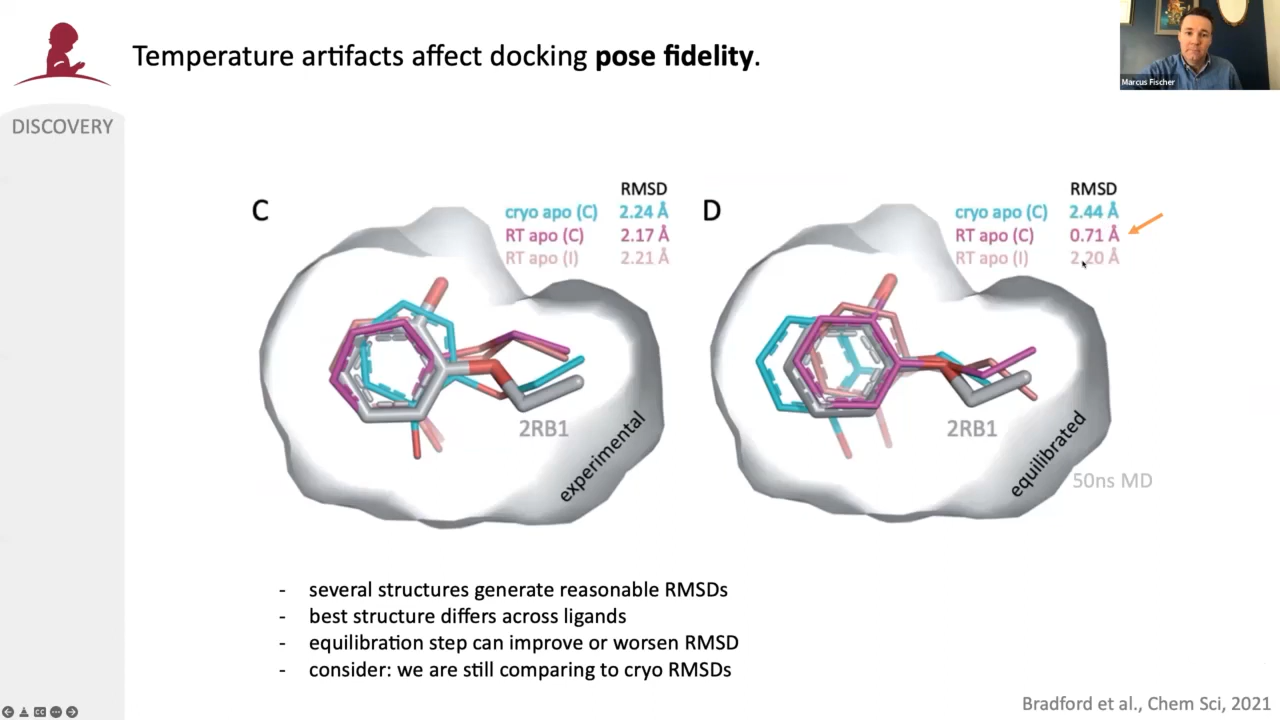 Temperature artifacts affect docking pose fidelity.
Marcus Fischer
DISCOVERY
C
RMSD
cryo apo (C) 2.24 Å
RT apo (C) 2.17 Å
RT apo (I) 2.21 Å
2RB1
experimental
D
RMSD
cryo apo (C) 2.44 Å
RT apo (C) 0.71 Å
RT apo (I) 2.20 Å
2RB1
equilibrated
50ns MD
- several structures generate reasonable RMSDs
- best structure differs across ligands
- equilibration step can improve or worsen RMSD
- consider: we are still comparing to cryo RMSDs
Bradford et al., Chem Sci, 2021